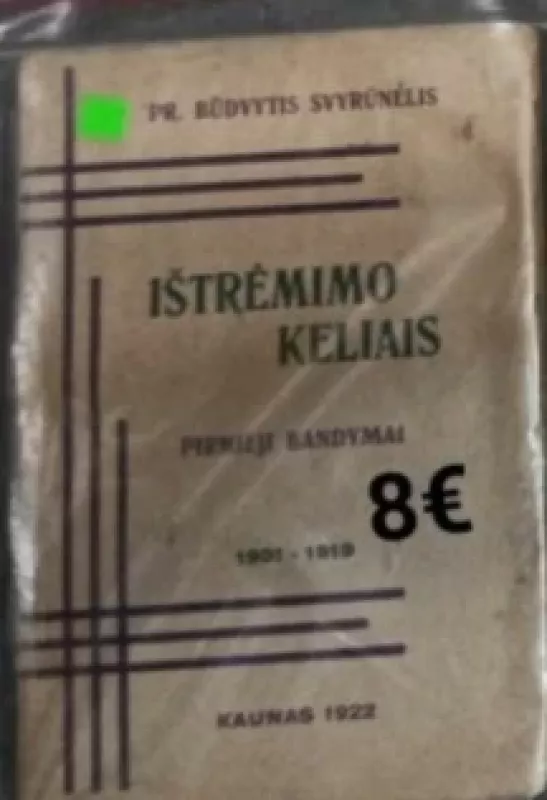 PR. BŪDVYTIS SVYRŪNĖLIS
IŠTRĖMIMO
KELIAIS
PIRMIEJI BANDYMAI
8€
1901 - 1919
KAUNAS 1922